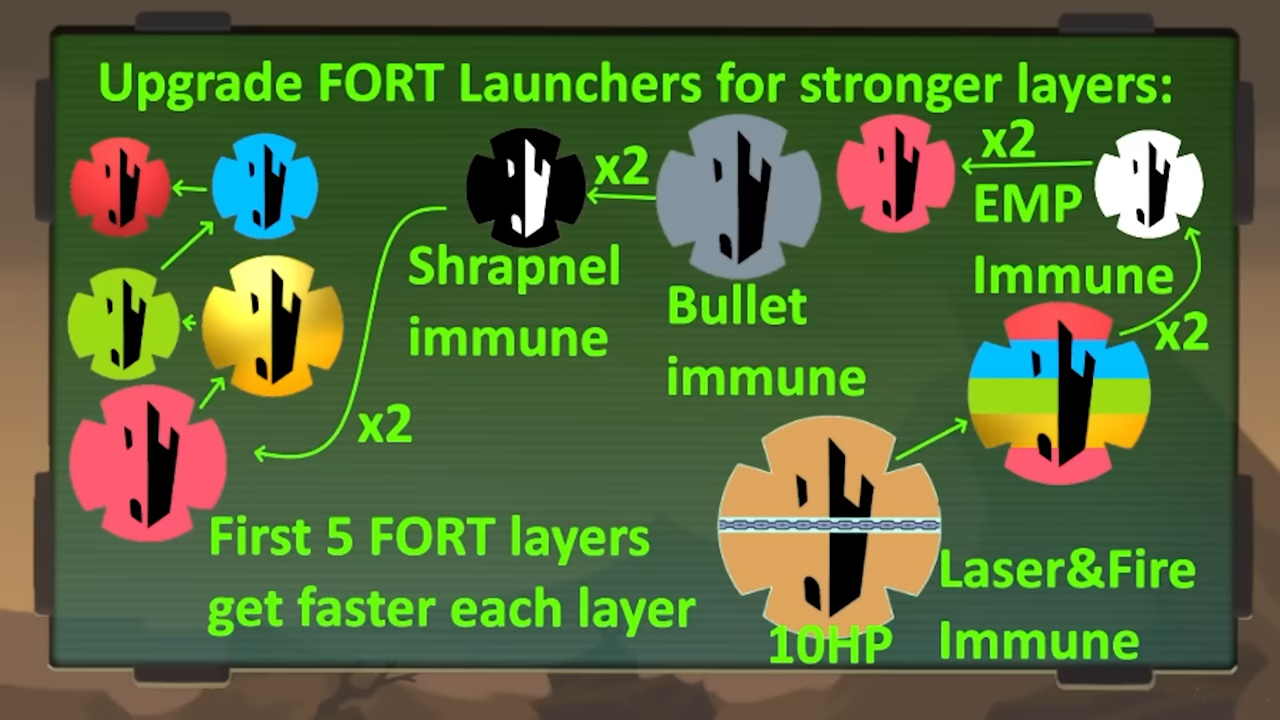 Upgrade FORT Launchers for stronger layers:
x2
x2
EMP
Immune
x2
Shrapnel
immune
Bullet
immune
x2
First 5 FORT layers
get faster each layer
Laser&Fire
Immune
10HP